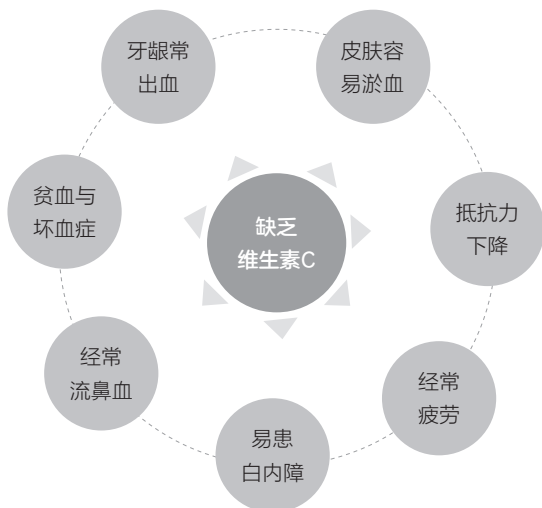 牙龈常
出血
皮肤容
易淤血
贫血与
坏血症
缺乏
维生素C
抵抗力
下降
经常
流鼻血
经常
疲劳
易患
白内障